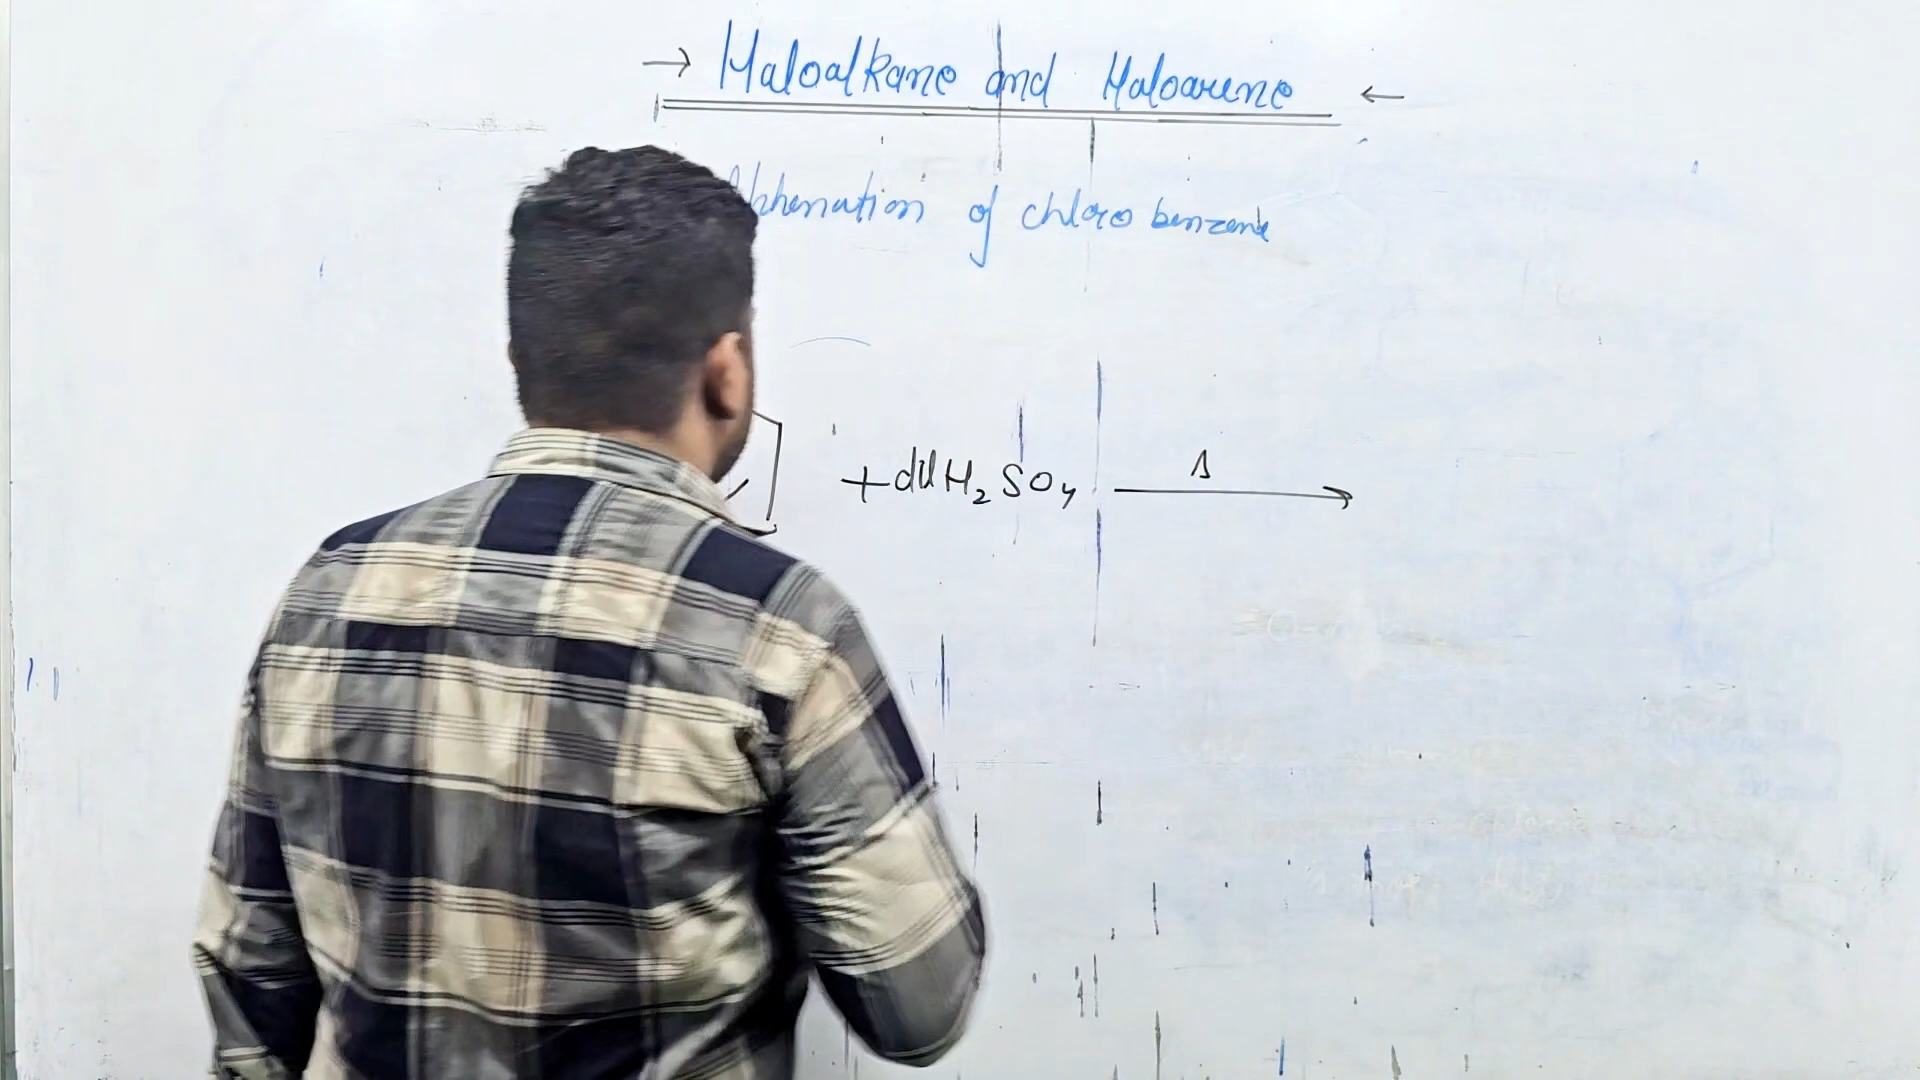 → Haloalkane and Haloarene ←
of chloro benzene
+ dil H₂SO₄ Δ →